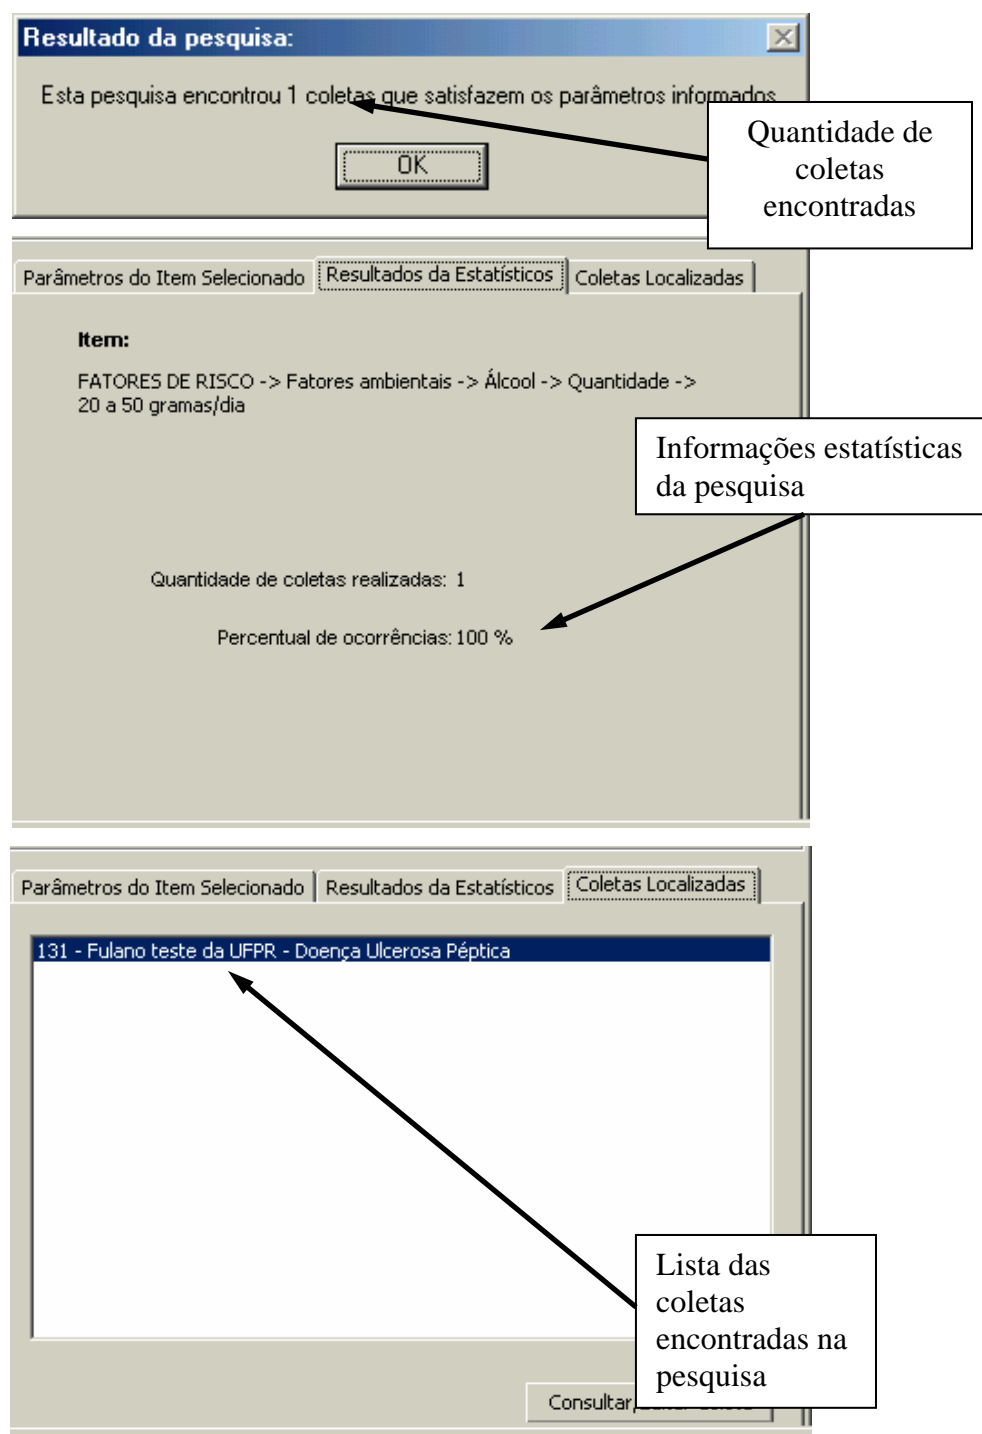 Resultado da pesquisa:
Esta pesquisa encontrou 1 coletas que satisfazem os parâmetros informados
OK
Quantidade de
coletas
encontradas
Parâmetros do Item Selecionado
Resultados da Estatísticos
Coletas Localizadas
Item:
FATORES DE RISCO -> Fatores ambientais -> Álcool -> Quantidade ->
20 a 50 gramas/dia
Informações estatísticas
da pesquisa
Quantidade de coletas realizadas: 1
Percentual de ocorrências: 100 %
Parâmetros do Item Selecionado
Resultados da Estatísticos
Coletas Localizadas
131 - Fulano teste da UFPR - Doença Ulcerosa Péptica
Lista das
coletas
encontradas na
pesquisa
Consultar